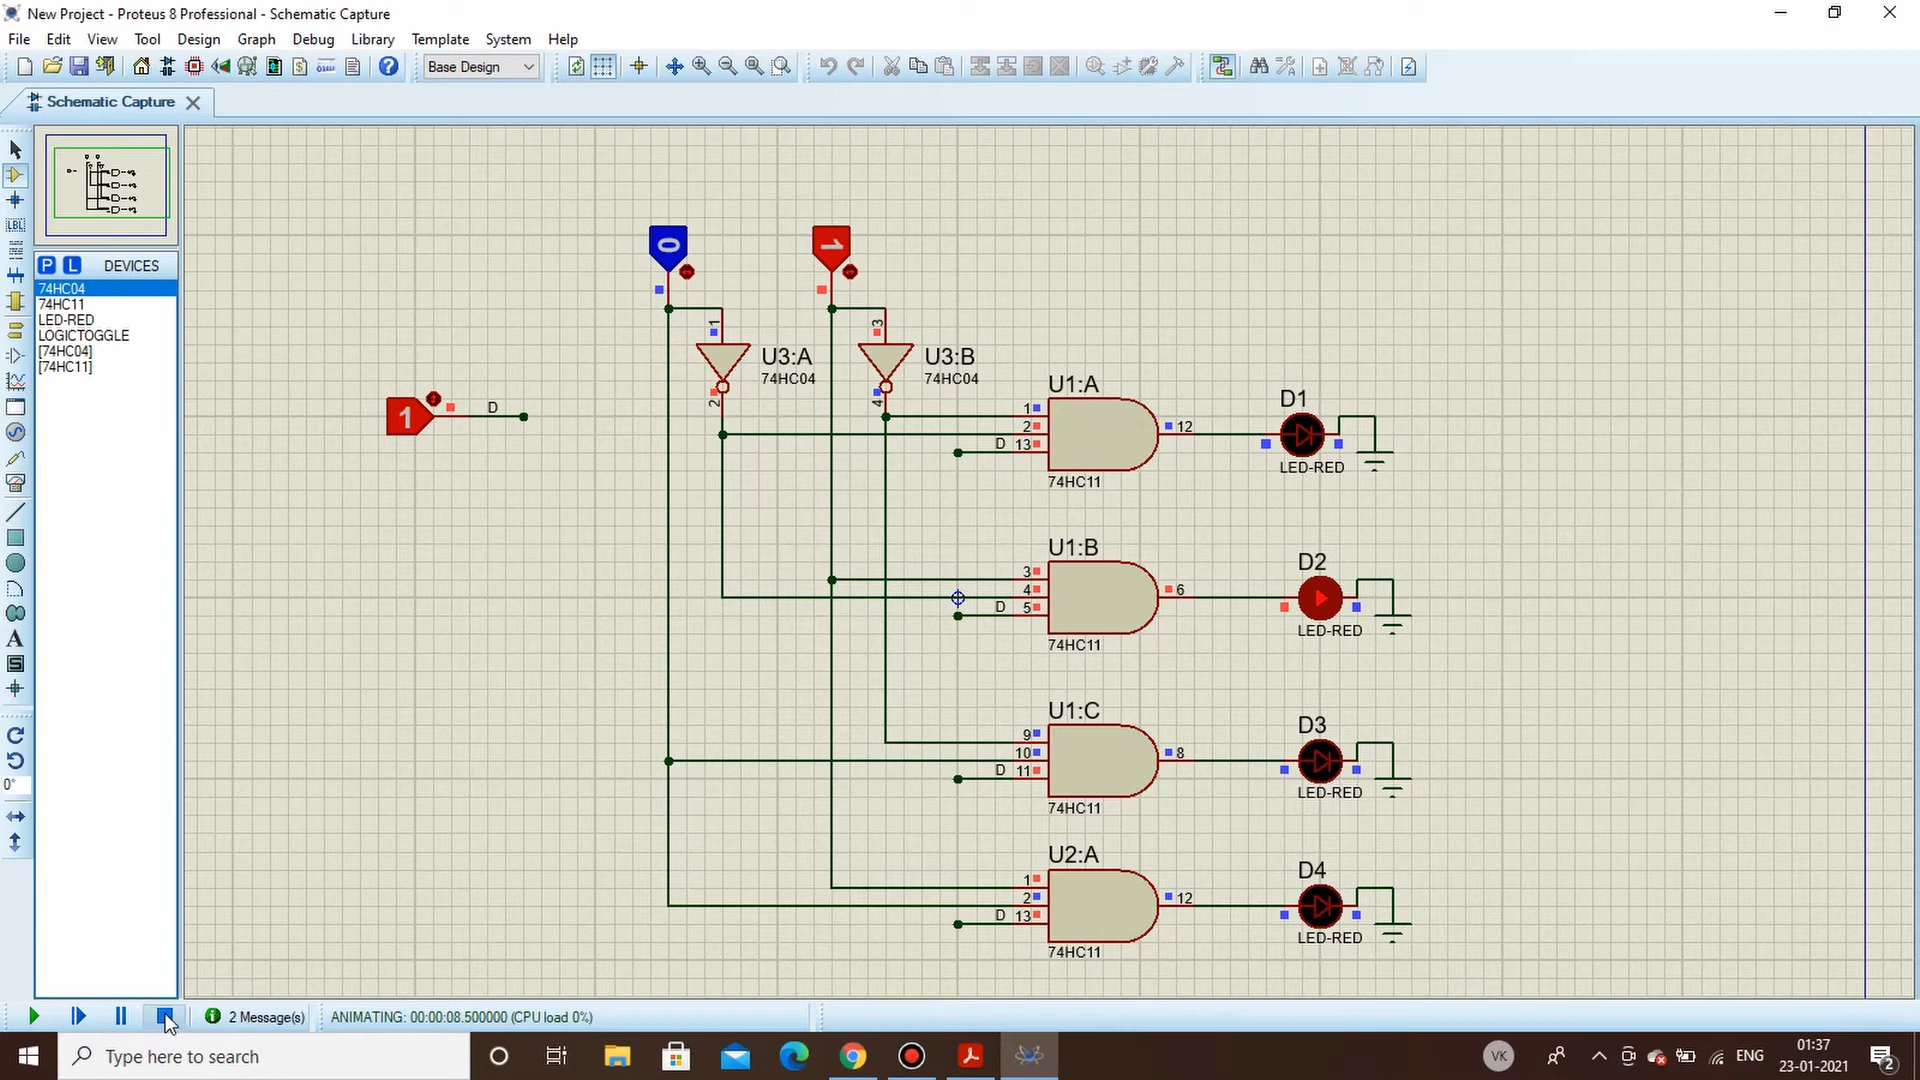 New Project - Proteus 8 Professional - Schematic Capture
File Edit View Tool Design Graph Debug Library Template System Help
Base Design
Schematic Capture
P L DEVICES
74HC04
74HC11
LED-RED
LOGICTOGGLE
[74HC04]
[74HC11]
LBL
A
S
0°
0
1
1
D
1
U3:A
74HC04
2
3
U3:B
74HC04
4
U1:A
1
2
D 13
12
74HC11
D1
LED-RED
U1:B
3
4
D 5
6
74HC11
D2
LED-RED
U1:C
9
10
D 11
8
74HC11
D3
LED-RED
U2:A
1
2
D 13
12
74HC11
D4
LED-RED
2 Message(s)
ANIMATING: 00:00:08.500000 (CPU load 0%)
Type here to search
VK
ENG
01:37
23-01-2021
2